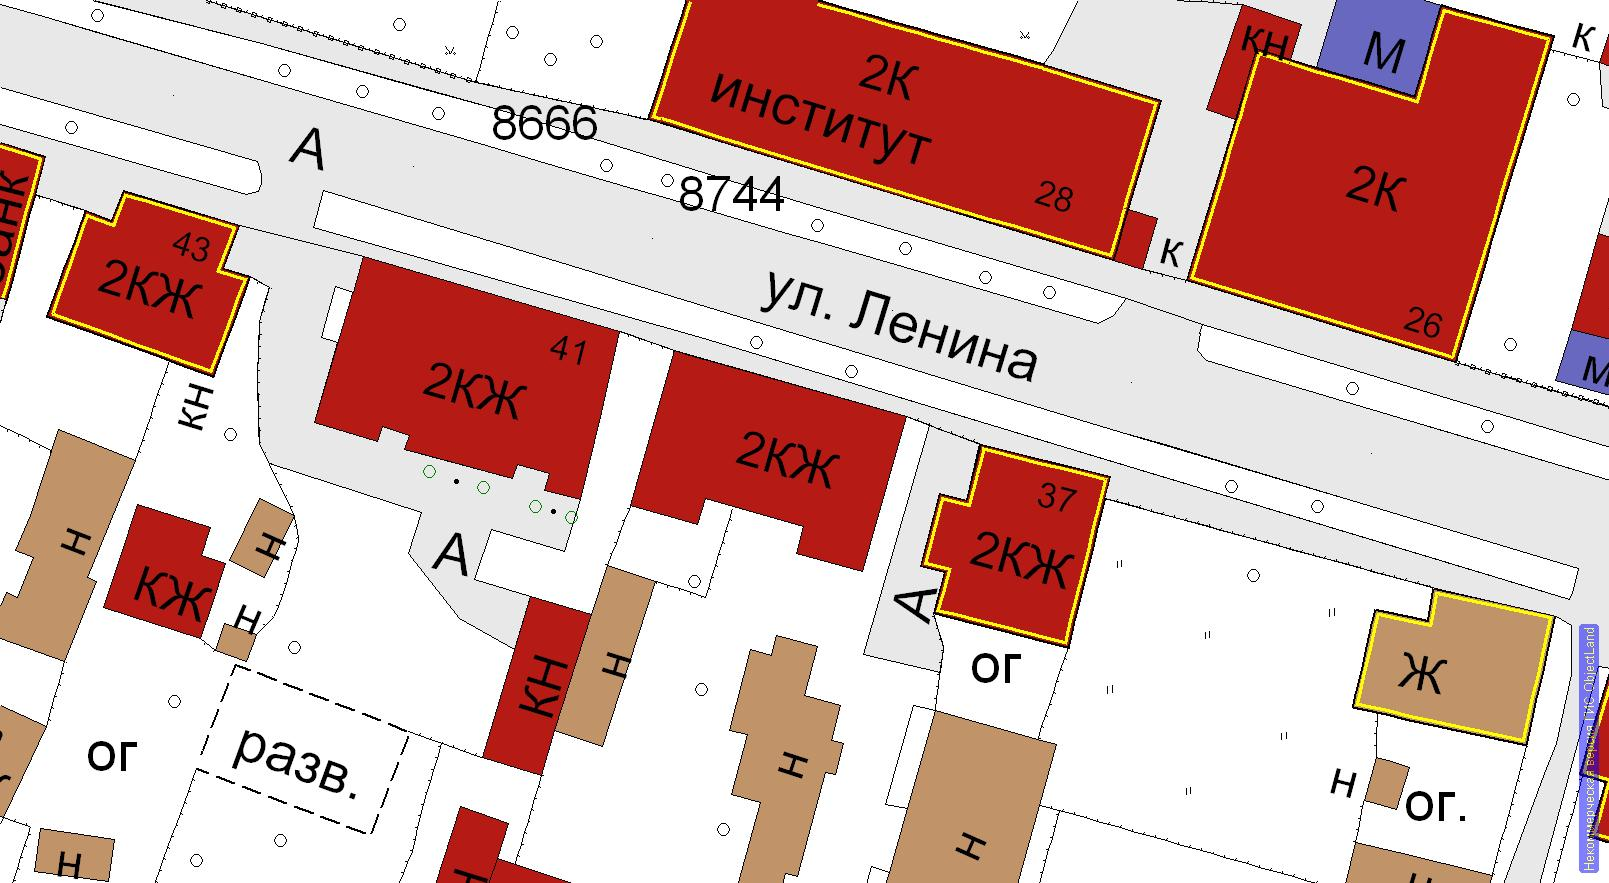 К
кн
М
2К
институт
8666
А
28
2К
8744
К
43
2КЖ
ул. Ленина
26
М
41
2КЖ
кн
2КЖ
37
2КЖ
А
А
н
н
КЖ
н
н
ог
Ж
КН
разв.
ог
н
н
ог.
н
н
Некоммерческая версия ГИС ObjectLand